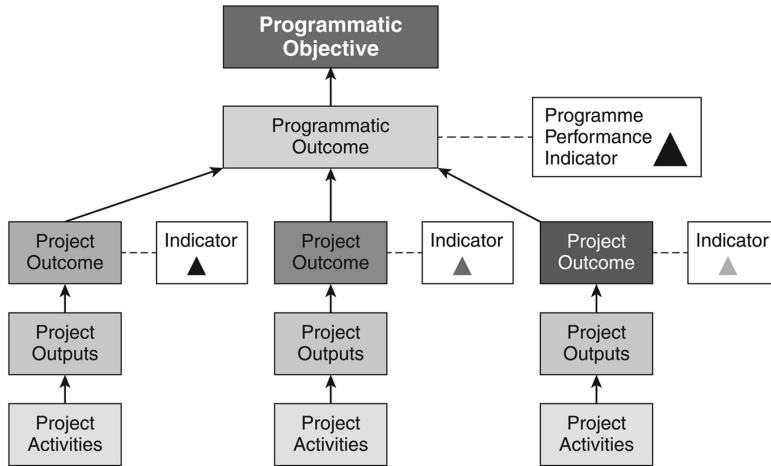 Programmatic
Objective
Programmatic
Outcome
Programme
Performance
Indicator
Project
Outcome
Indicator
Project
Outcome
Indicator
Project
Outcome
Indicator
Project
Outputs
Project
Outputs
Project
Outputs
Project
Activities
Project
Activities
Project
Activities